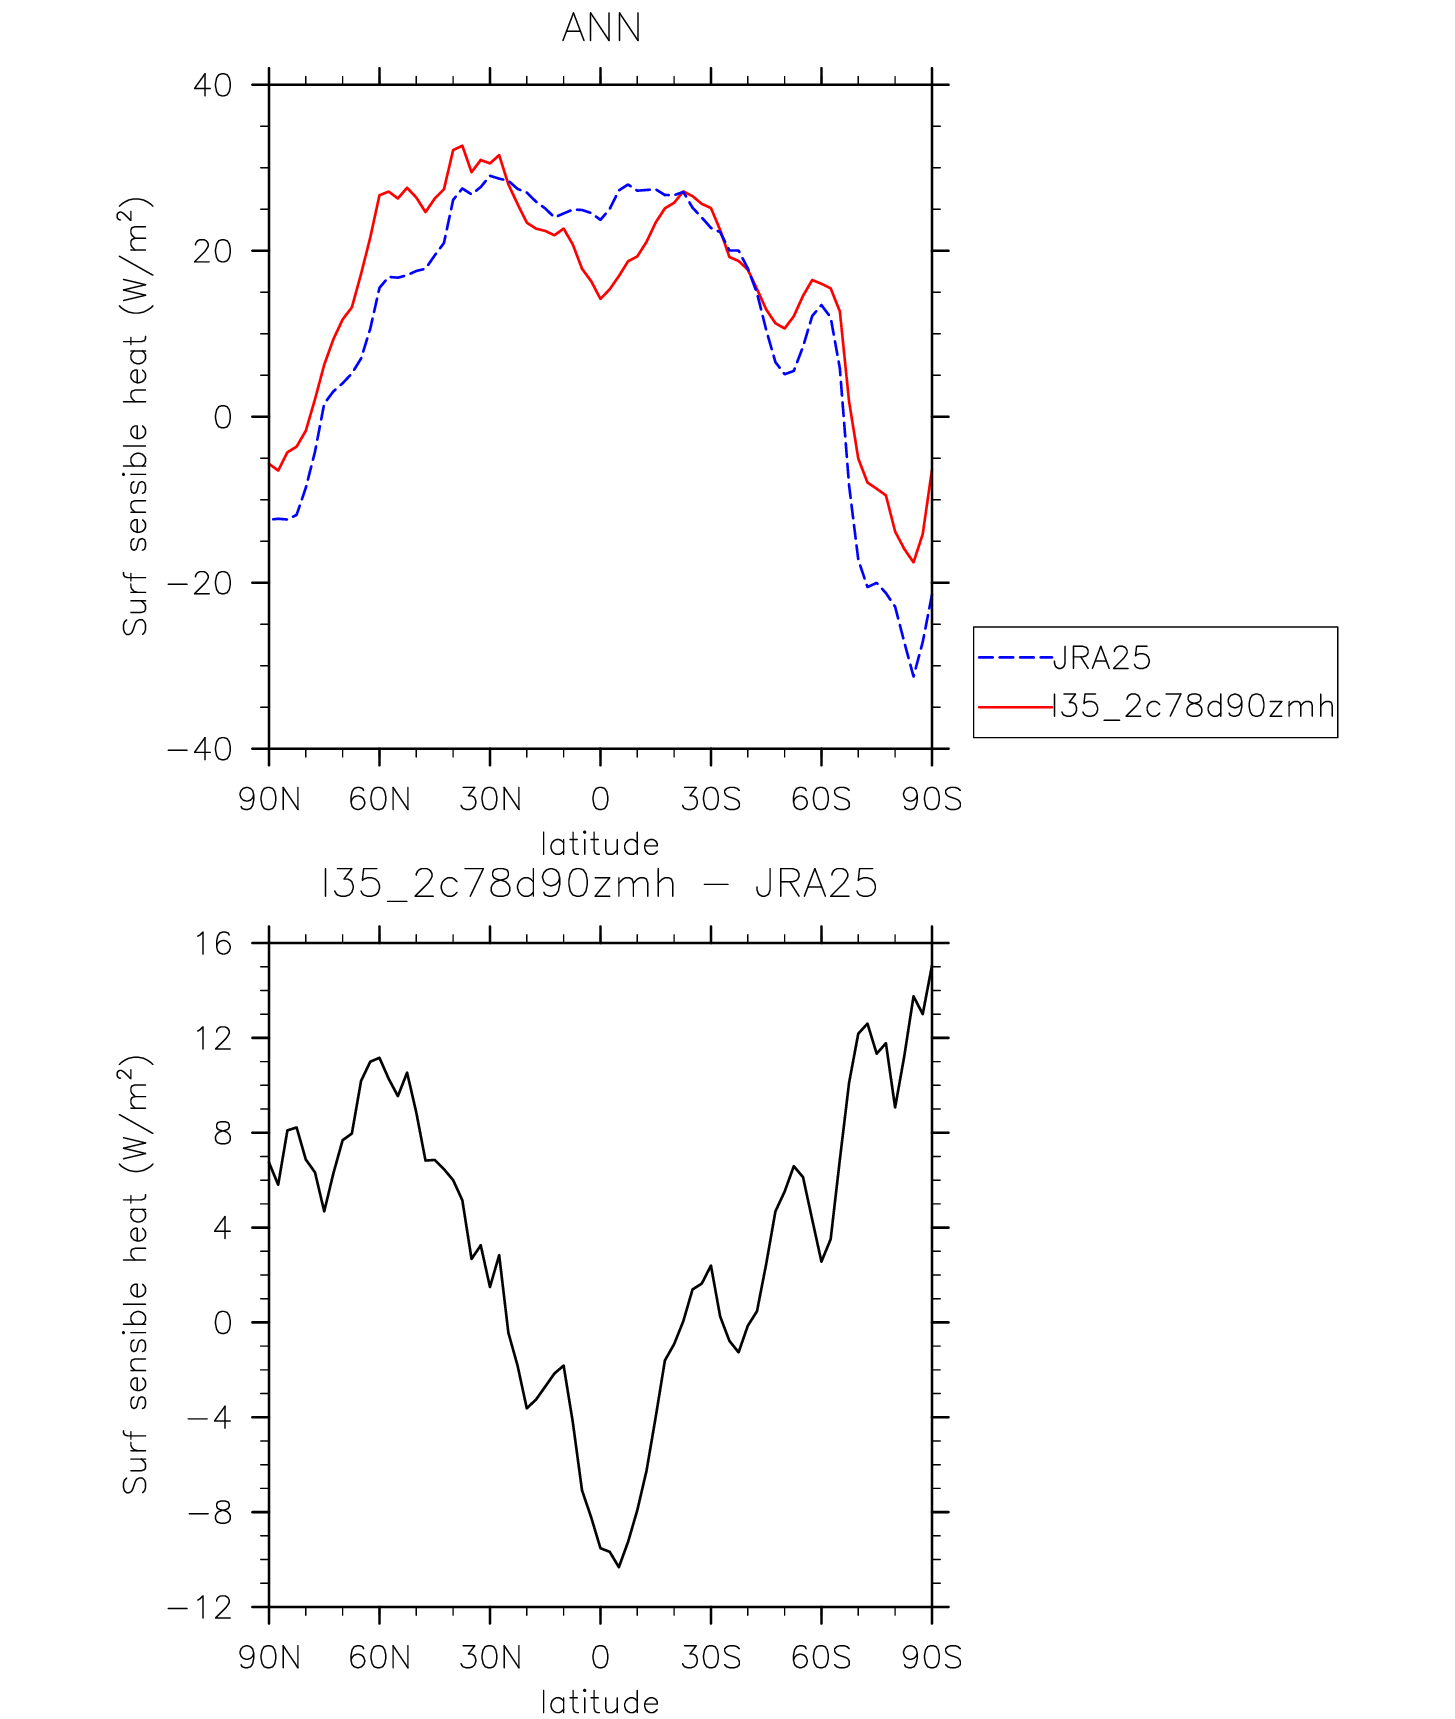 ANN
Surf sensible heat (W/m²)
40
20
0
−20
−40
90N 60N 30N 0 30S 60S 90S
latitude
JRA25
I35_2c78d90zmh
I35_2c78d90zmh − JRA25
Surf sensible heat (W/m²)
16
12
8
4
0
−4
−8
−12
90N 60N 30N 0 30S 60S 90S
latitude